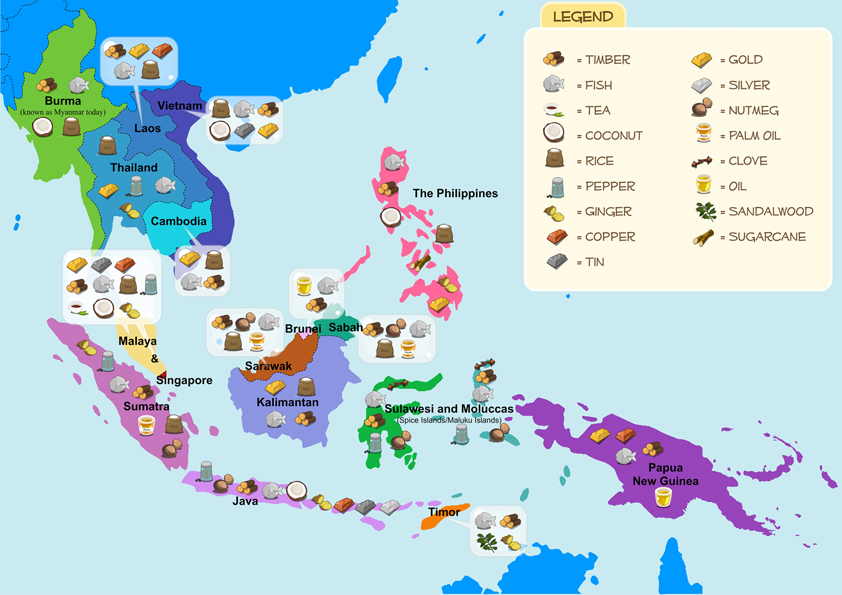 LEGEND
= TIMBER
= FISH
= TEA
= COCONUT
= RICE
= PEPPER
= GINGER
= COPPER
= TIN
= GOLD
= SILVER
= NUTMEG
= PALM OIL
= CLOVE
= OIL
= SANDALWOOD
= SUGARCANE
Burma
(known as Myanmar today)
Laos
Vietnam
Thailand
Cambodia
The Philippines
Malaya
&
Singapore
Brunei
Sabah
Sarawak
Kalimantan
Sumatra
Sulawesi and Moluccas
(Spice Islands/Maluku Islands)
Papua
New Guinea
Java
Timor